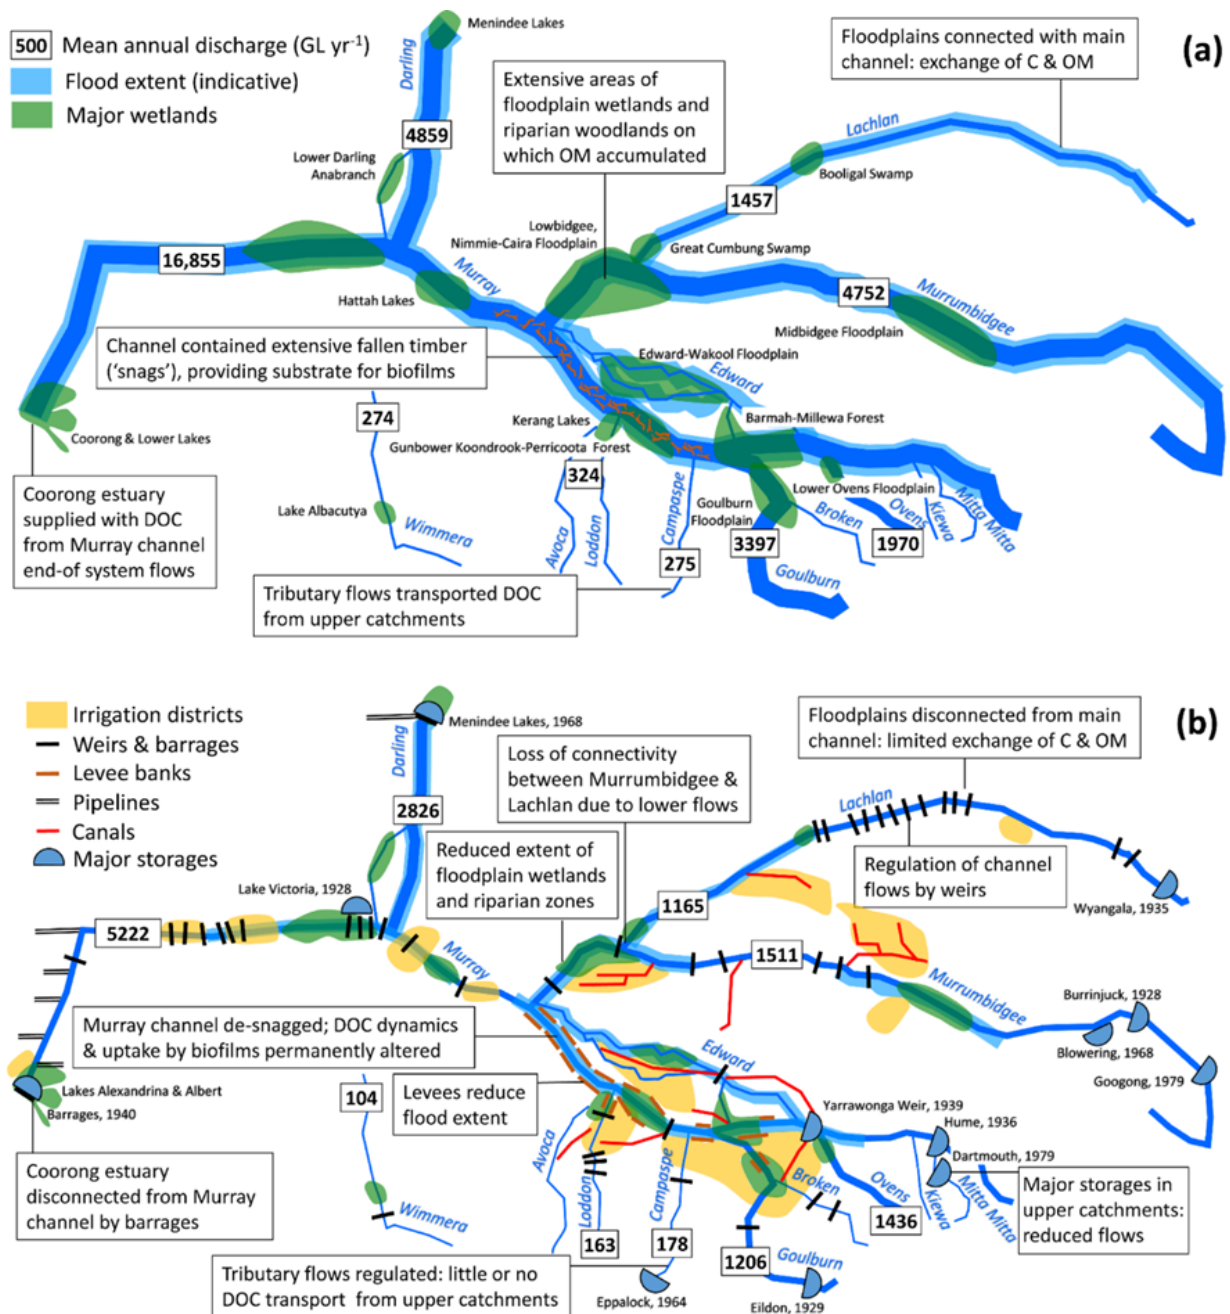 500 Mean annual discharge (GL yr⁻¹)
Flood extent (indicative)
Major wetlands
(a)
Menindee Lakes
Darling
4859
Lower Darling
Anabranch
Extensive areas of
floodplain wetlands and
riparian woodlands on
which OM accumulated
Floodplains connected with main
channel: exchange of C & OM
Lachlan
Booligal Swamp
1457
Lowbidgee,
Nimmie-Caira Floodplain
Great Cumbung Swamp
16,855
Murray
Hattah Lakes
4752
Murrumbidgee
Midbidgee Floodplain
Channel contained extensive fallen timber
('snags'), providing substrate for biofilms
Edward-Wakool Floodplain
Edward
274
Kerang Lakes
Barmah-Millewa Forest
Coorong & Lower Lakes
Gunbower Koondrook-Perricoota Forest
324
Coorong estuary
supplied with DOC
from Murray channel
end-of system flows
Lake Albacutya
Wimmera
Avoca
Loddon
Campaspe
275
Goulburn
Floodplain
3397
Lower Ovens Floodplain
Broken
Ovens
1970
Kiewa
Mitta Mitta
Goulburn
Tributary flows transported DOC
from upper catchments
(b)
Irrigation districts
Weirs & barrages
Levee banks
Pipelines
Canals
Major storages
Menindee Lakes, 1968
Darling
2826
Loss of connectivity
between Murrumbidgee &
Lachlan due to lower flows
Floodplains disconnected from main
channel: limited exchange of C & OM
Lachlan
Reduced extent of
floodplain wetlands
and riparian zones
Regulation of channel
flows by weirs
Lake Victoria, 1928
1165
Wyangala, 1935
5222
Murray
1511
Murrumbidgee
Burrinjuck, 1928
Blowering, 1968
Googong, 1979
Murray channel de-snagged; DOC dynamics
& uptake by biofilms permanently altered
Edward
Lakes Alexandrina & Albert
Barrages, 1940
104
Levees reduce
flood extent
Yarrawonga Weir, 1939
Hume, 1936
Dartmouth, 1979
Coorong estuary
disconnected from Murray
channel by barrages
Wimmera
Avoca
Loddon
163
Campaspe
178
Broken
Ovens
1436
Kiewa
Mitta Mitta
Major storages in
upper catchments:
reduced flows
1206
Goulburn
Tributary flows regulated: little or no
DOC transport from upper catchments
Eppalock, 1964
Eildon, 1929